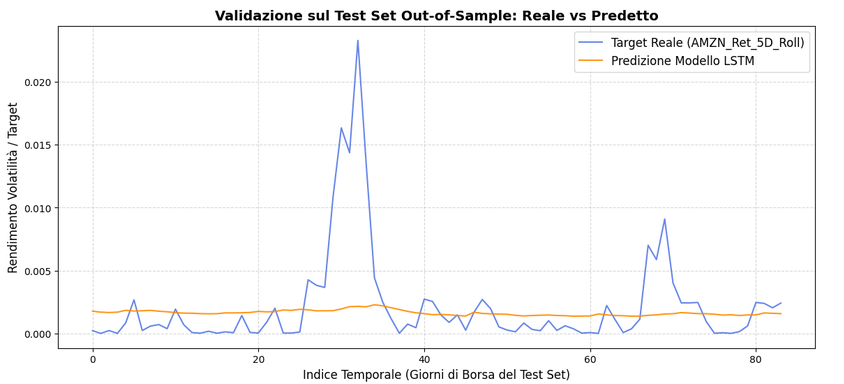 Validazione sul Test Set Out-of-Sample: Reale vs Predetto
Target Reale (AMZN_Ret_5D_Roll)
Predizione Modello LSTM
Rendimento Volatilità / Target
0.020
0.015
0.010
0.005
0.000
0
20
40
60
80
Indice Temporale (Giorni di Borsa del Test Set)